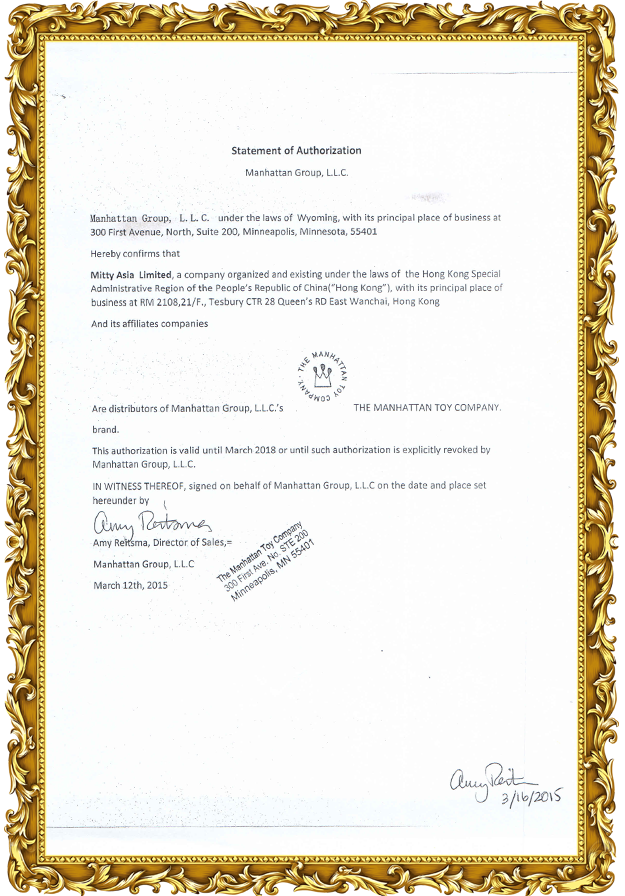 Statement of Authorization
Manhattan Group, L.L.C.
Manhattan Group, L. L. C. under the laws of Wyoming, with its principal place of business at
300 First Avenue, North, Suite 200, Minneapolis, Minnesota, 55401
Hereby confirms that
Mitty Asia Limited, a company organized and existing under the laws of the Hong Kong Special
Administrative Region of the People's Republic of China("Hong Kong"), with its principal place of
business at RM 2108,21/F., Tesbury CTR 28 Queen's RD East Wanchai, Hong Kong
And its affiliates companies
THE MANHATTAN TOY COMPANY.
Are distributors of Manhattan Group, L.L.C.'s THE MANHATTAN TOY COMPANY.
brand.
This authorization is valid until March 2018 or until such authorization is explicitly revoked by
Manhattan Group, L.L.C.
IN WITNESS THEREOF, signed on behalf of Manhattan Group, L.L.C on the date and place set
hereunder by
Amy Reitsma
Amy Reitsma, Director of Sales,=
Manhattan Group, L.L.C
March 12th, 2015
The Manhattan Toy Company
300 First Ave. No. STE 200
Minneapolis, MN 55401
Amy Reit
3/16/2015